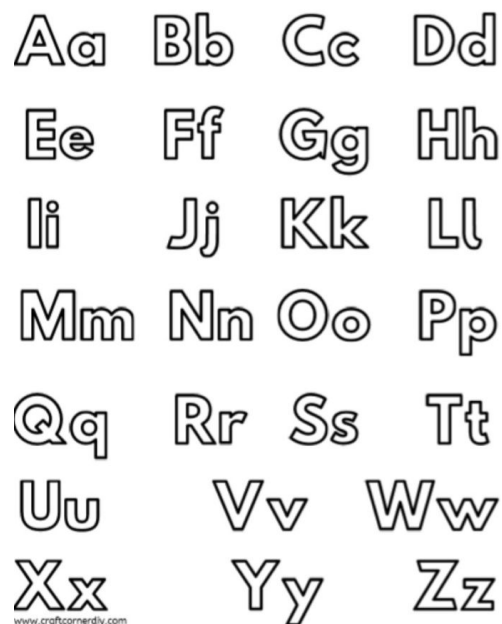 Aa Bb Cc Dd
Ee Ff Gg Hh
Ii Jj Kk Ll
Mm Nn Oo Pp
Qq Rr Ss Tt
Uu Vv Ww
Xx Yy Zz
www.craftcornerdiy.com